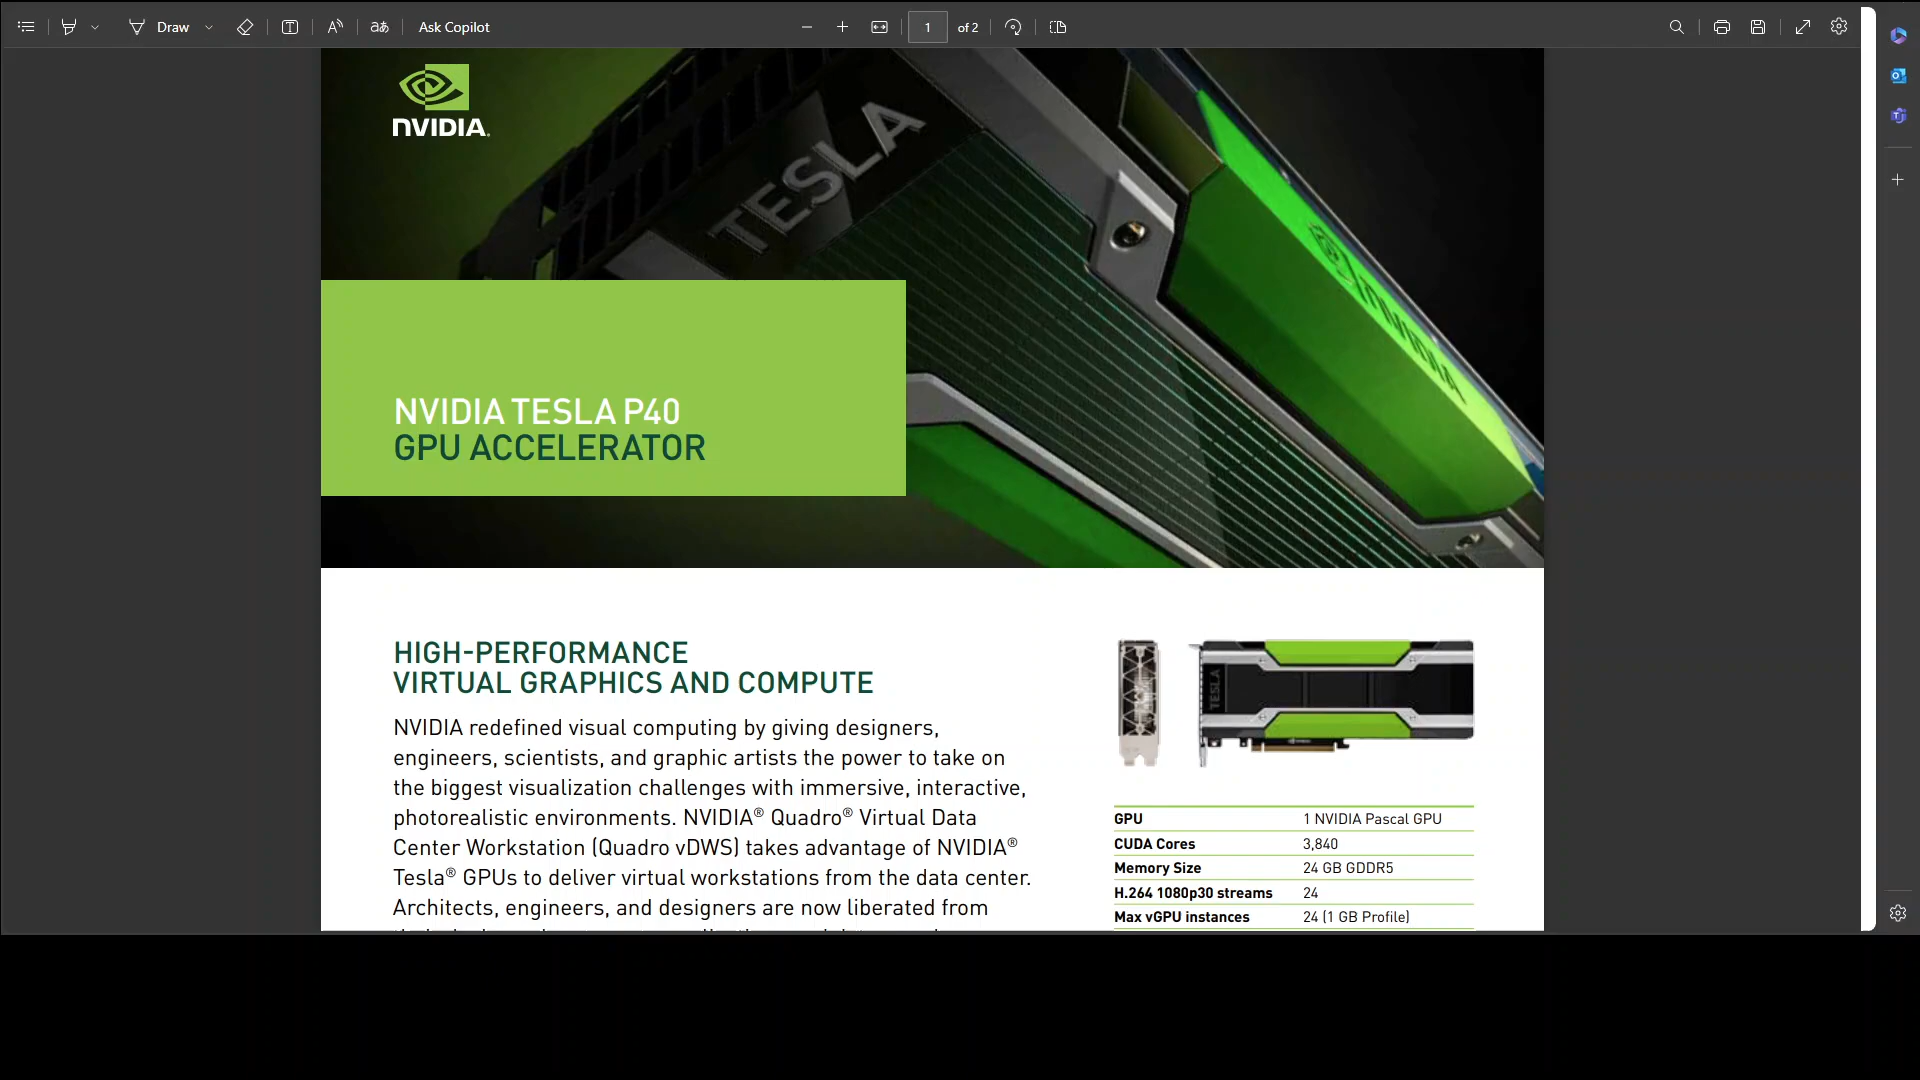 Draw
Ask Copilot
1 of 2
NVIDIA.
TESLA
NVIDIA
NVIDIA TESLA P40
GPU ACCELERATOR
HIGH-PERFORMANCE
VIRTUAL GRAPHICS AND COMPUTE
NVIDIA redefined visual computing by giving designers,
engineers, scientists, and graphic artists the power to take on
the biggest visualization challenges with immersive, interactive,
photorealistic environments. NVIDIA® Quadro® Virtual Data
Center Workstation (Quadro vDWS) takes advantage of NVIDIA®
Tesla® GPUs to deliver virtual workstations from the data center.
Architects, engineers, and designers are now liberated from
TESLA
GPU 1 NVIDIA Pascal GPU
CUDA Cores 3,840
Memory Size 24 GB GDDR5
H.264 1080p30 streams 24
Max vGPU instances 24 (1 GB Profile)